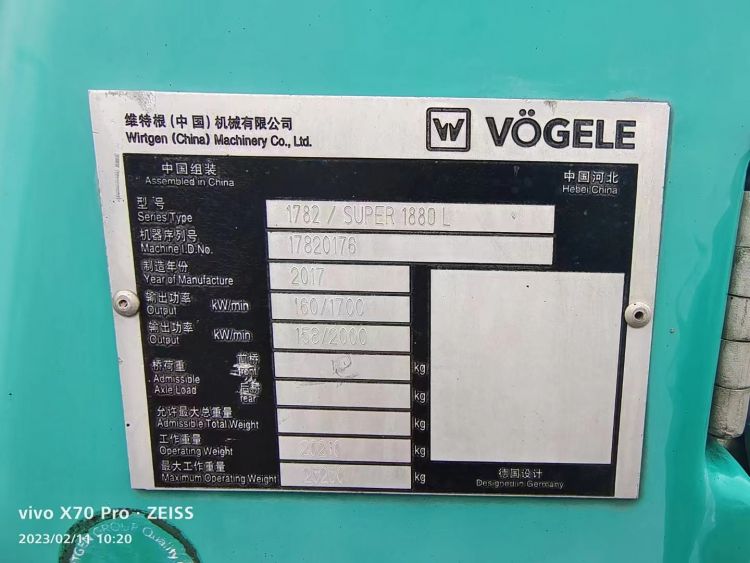 维特根(中国)机械有限公司
Wirtgen (China) Machinery Co., Ltd.
W VÖGELE
中国组装
Assembled in China
中国河北
Hebei China
型号
Series Type
1782 / SUPER 1880 L
机器序列号
Machine I.D.No.
17820176
制造年份
Year of Manufacture
2017
输出功率
Output
kW/min
160/1700
输出功率
Output
kW/min
158/2000
桥荷重
Admissible
Axle Load
前桥
front
kg
后桥
rear
kg
允许最大总重量
Admissible Total Weight
kg
工作重量
Operating Weight
kg
最大工作重量
Maximum Operating Weight
kg
德国设计
Designed in Germany
vivo X70 Pro · ZEISS
2023/02/11 10:20
GROUP Quality